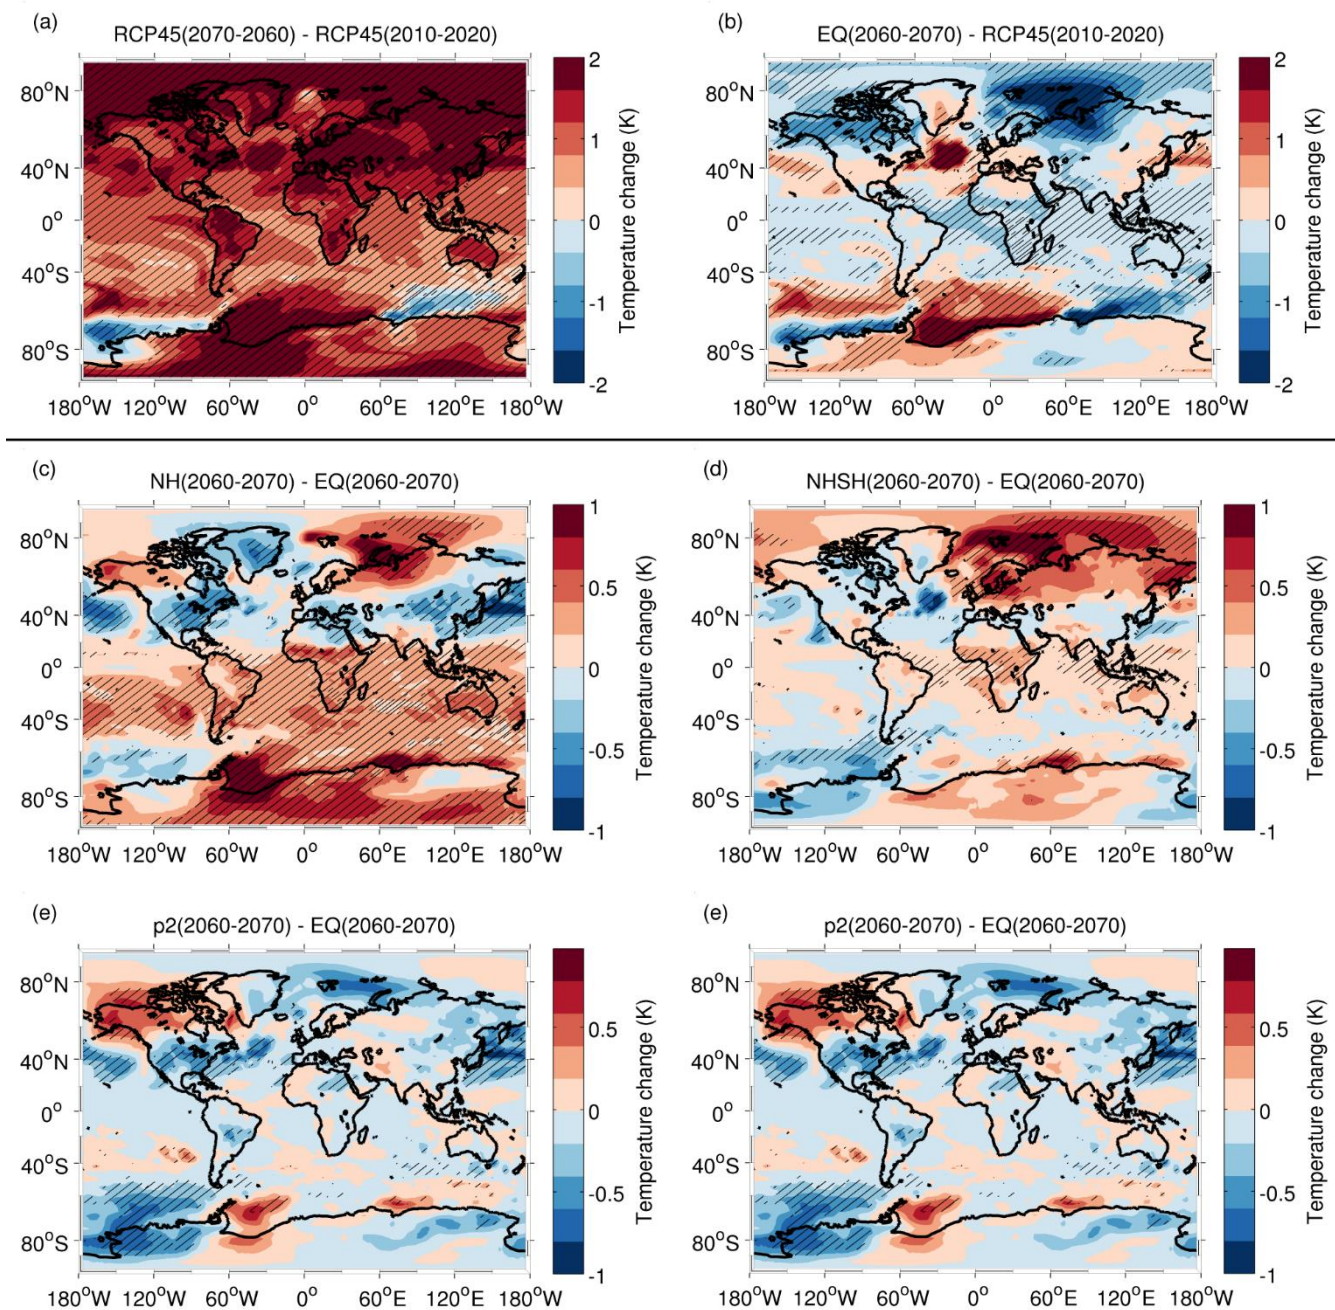 (a)
RCP45(2070-2060) - RCP45(2010-2020)
80°N
40°N
0°
40°S
80°S
180°W 120°W 60°W 0° 60°E 120°E 180°W
2
1
0
-1
-2
Temperature change (K)
(b)
EQ(2060-2070) - RCP45(2010-2020)
80°N
40°N
0°
40°S
80°S
180°W 120°W 60°W 0° 60°E 120°E 180°W
2
1
0
-1
-2
Temperature change (K)
(c)
NH(2060-2070) - EQ(2060-2070)
80°N
40°N
0°
40°S
80°S
180°W 120°W 60°W 0° 60°E 120°E 180°W
1
0.5
0
-0.5
-1
Temperature change (K)
(d)
NHSH(2060-2070) - EQ(2060-2070)
80°N
40°N
0°
40°S
80°S
180°W 120°W 60°W 0° 60°E 120°E 180°W
1
0.5
0
-0.5
-1
Temperature change (K)
(e)
p2(2060-2070) - EQ(2060-2070)
80°N
40°N
0°
40°S
80°S
180°W 120°W 60°W 0° 60°E 120°E 180°W
0.5
0
-0.5
-1
Temperature change (K)
(e)
p2(2060-2070) - EQ(2060-2070)
80°N
40°N
0°
40°S
80°S
180°W 120°W 60°W 0° 60°E 120°E 180°W
0.5
0
-0.5
-1
Temperature change (K)